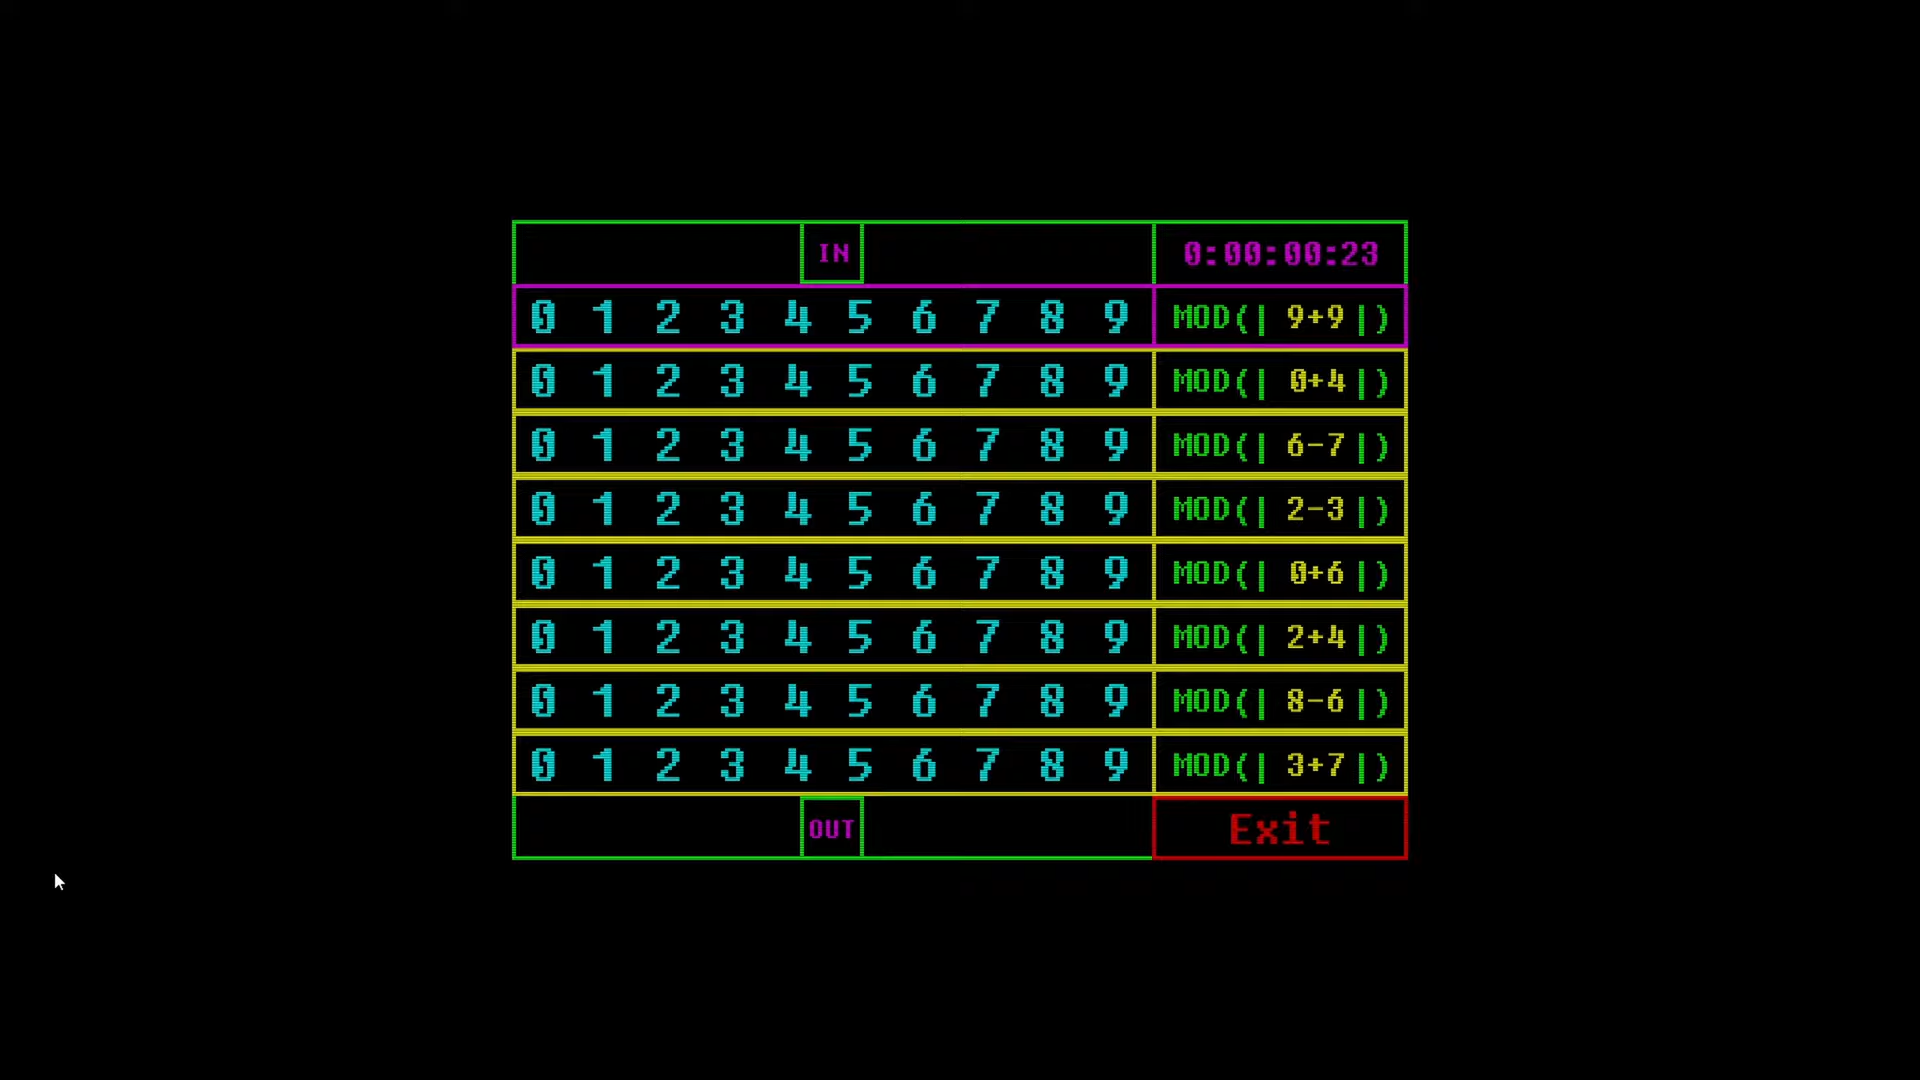 IN 0:00:00:23
0 1 2 3 4 5 6 7 8 9 MOD(| 9+9 |)
0 1 2 3 4 5 6 7 8 9 MOD(| 0+4 |)
0 1 2 3 4 5 6 7 8 9 MOD(| 6-7 |)
0 1 2 3 4 5 6 7 8 9 MOD(| 2-3 |)
0 1 2 3 4 5 6 7 8 9 MOD(| 0+6 |)
0 1 2 3 4 5 6 7 8 9 MOD(| 2+4 |)
0 1 2 3 4 5 6 7 8 9 MOD(| 8-6 |)
0 1 2 3 4 5 6 7 8 9 MOD(| 3+7 |)
OUT Exit